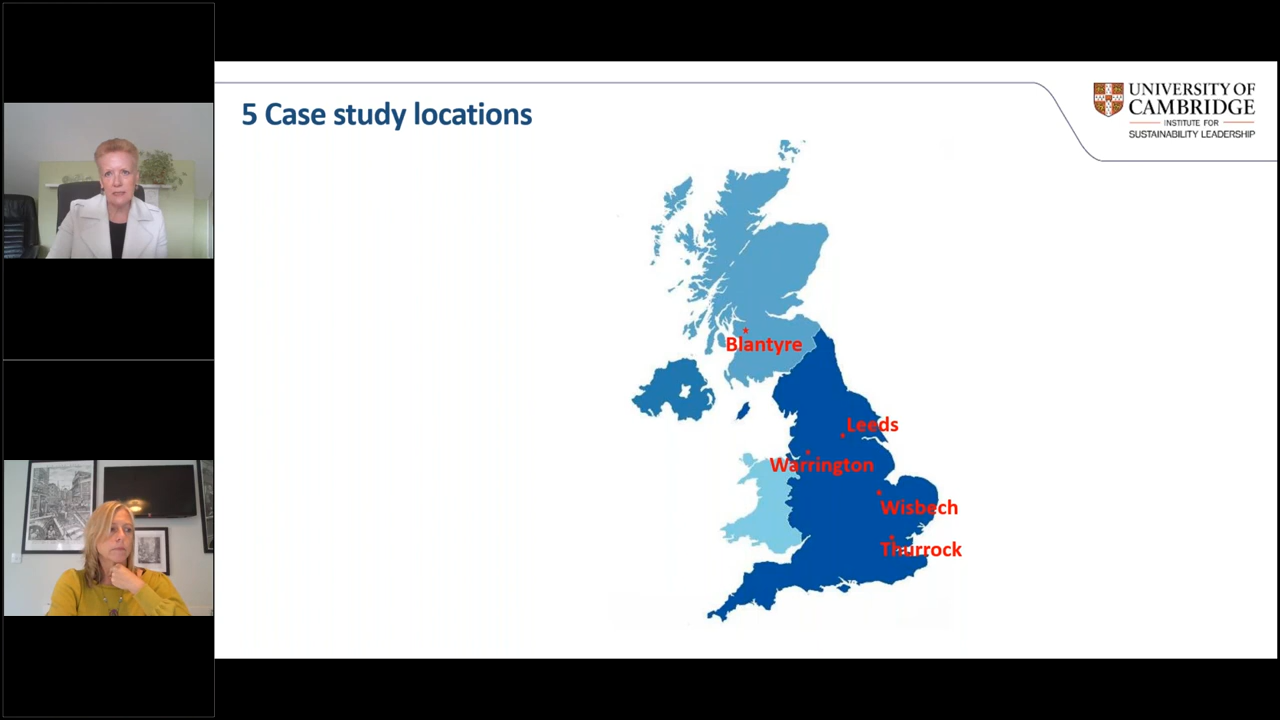 5 Case study locations
UNIVERSITY OF
CAMBRIDGE
INSTITUTE FOR
SUSTAINABILITY LEADERSHIP
Blantyre
Leeds
Warrington
Wisbech
Thurrock